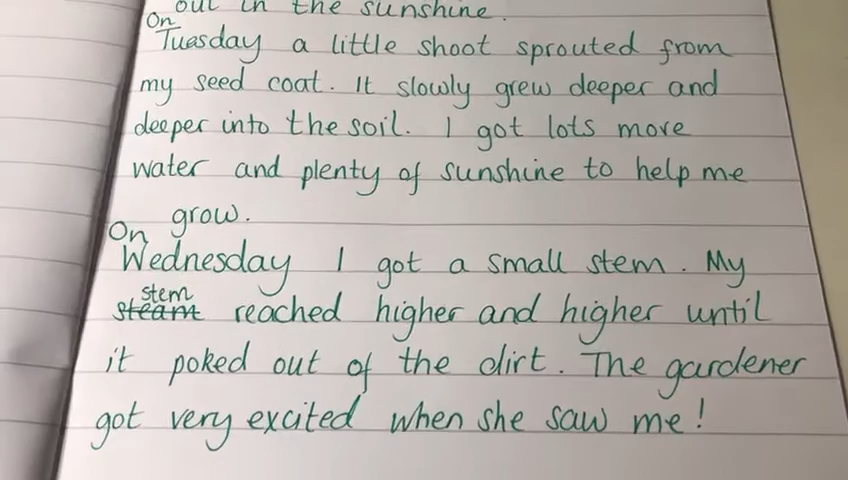 out in the sunshine.
On
Tuesday a little shoot sprouted from
my seed coat. It slowly grew deeper and
deeper into the soil. I got lots more
water and plenty of sunshine to help me
grow.
On
Wednesday I got a small stem. My
stem
steam reached higher and higher until
it poked out of the dirt. The gardener
got very excited when she saw me!